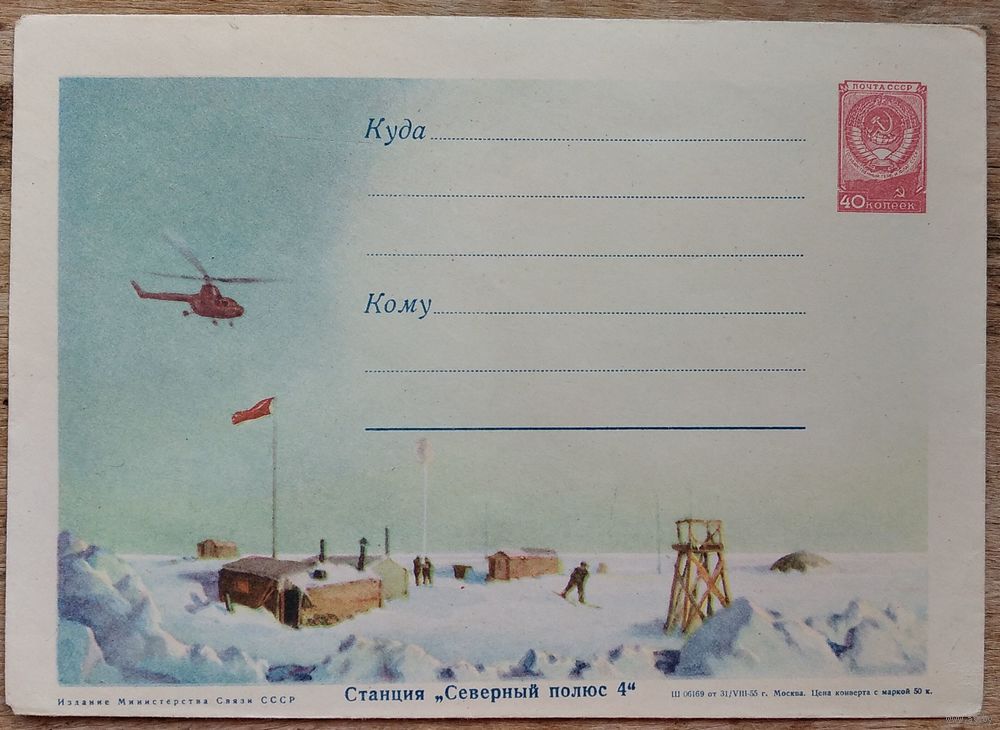 ПОЧТА СССР
40 копеек
Куда
Кому
Станция „Северный полюс 4“
Издание Министерства Связи СССР
Ш 06169 от 31/VIII-55 г. Москва. Цена конверта с маркой 50 к.